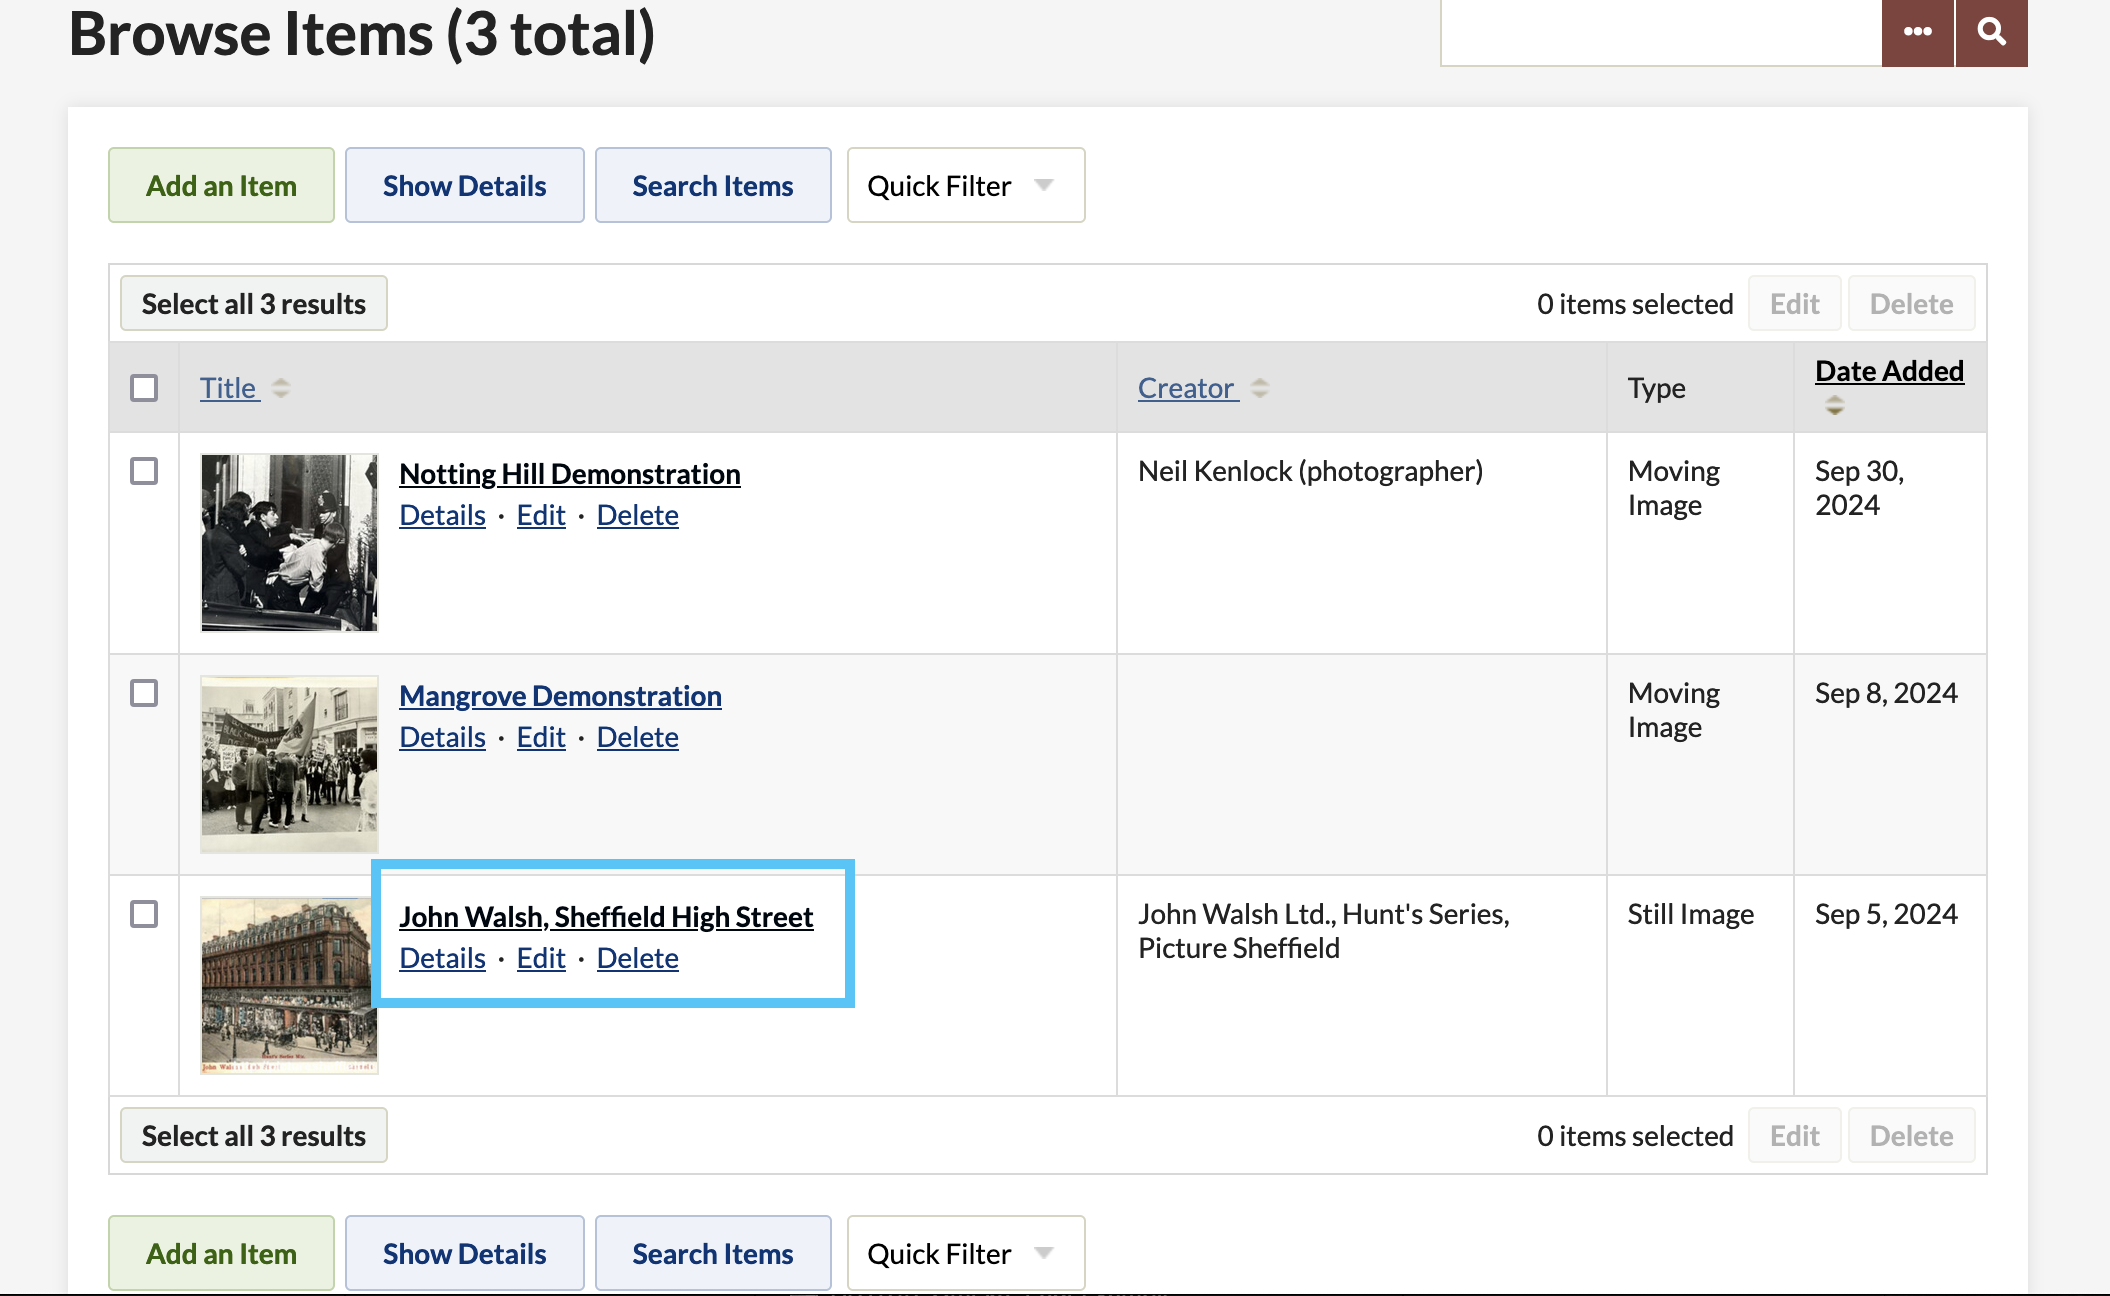 Browse Items (3 total)
Add an Item
Show Details
Search Items
Quick Filter
Select all 3 results
0 items selected
Edit
Delete
Title
Creator
Type
Date Added
Notting Hill Demonstration
Details · Edit · Delete
Neil Kenlock (photographer)
Moving
Image
Sep 30,
2024
Mangrove Demonstration
Details · Edit · Delete
Moving
Image
Sep 8, 2024
John Walsh, Sheffield High Street
Details · Edit · Delete
John Walsh Ltd., Hunt's Series,
Picture Sheffield
Still Image
Sep 5, 2024
Select all 3 results
0 items selected
Edit
Delete
Add an Item
Show Details
Search Items
Quick Filter